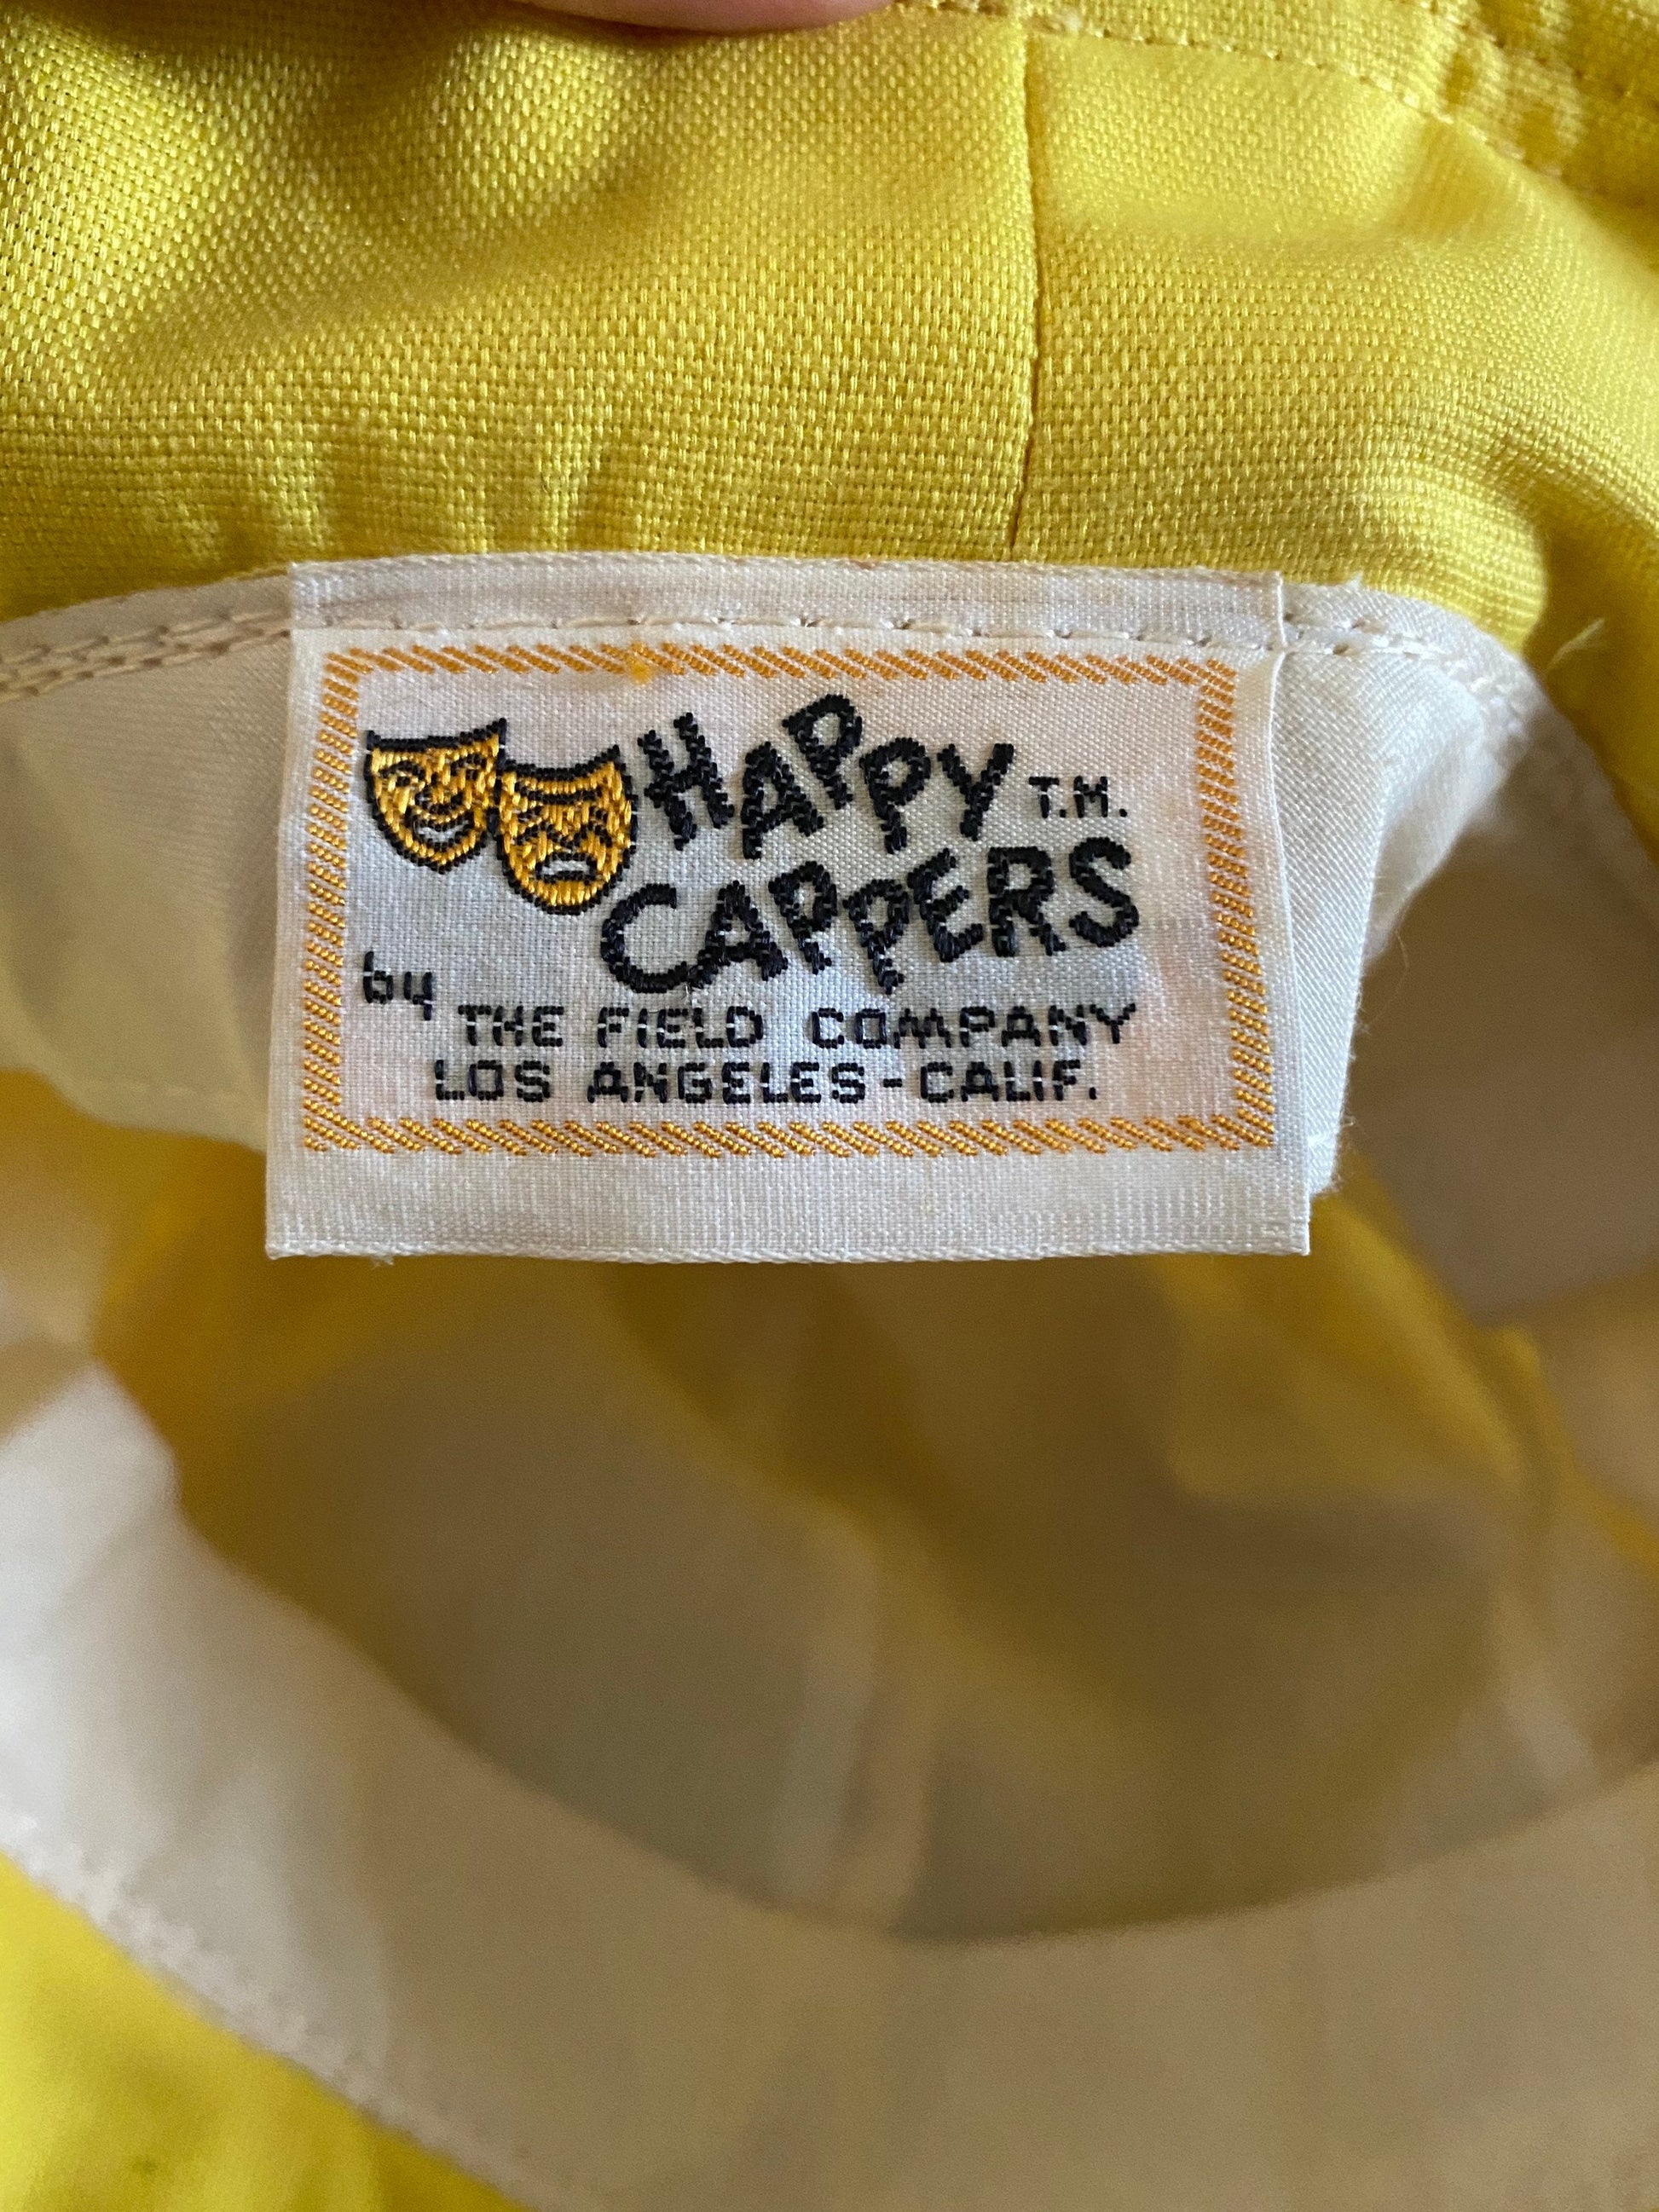 HAPPY T.M.
CAPPERS
by THE FIELD COMPANY
LOS ANGELES-CALIF.